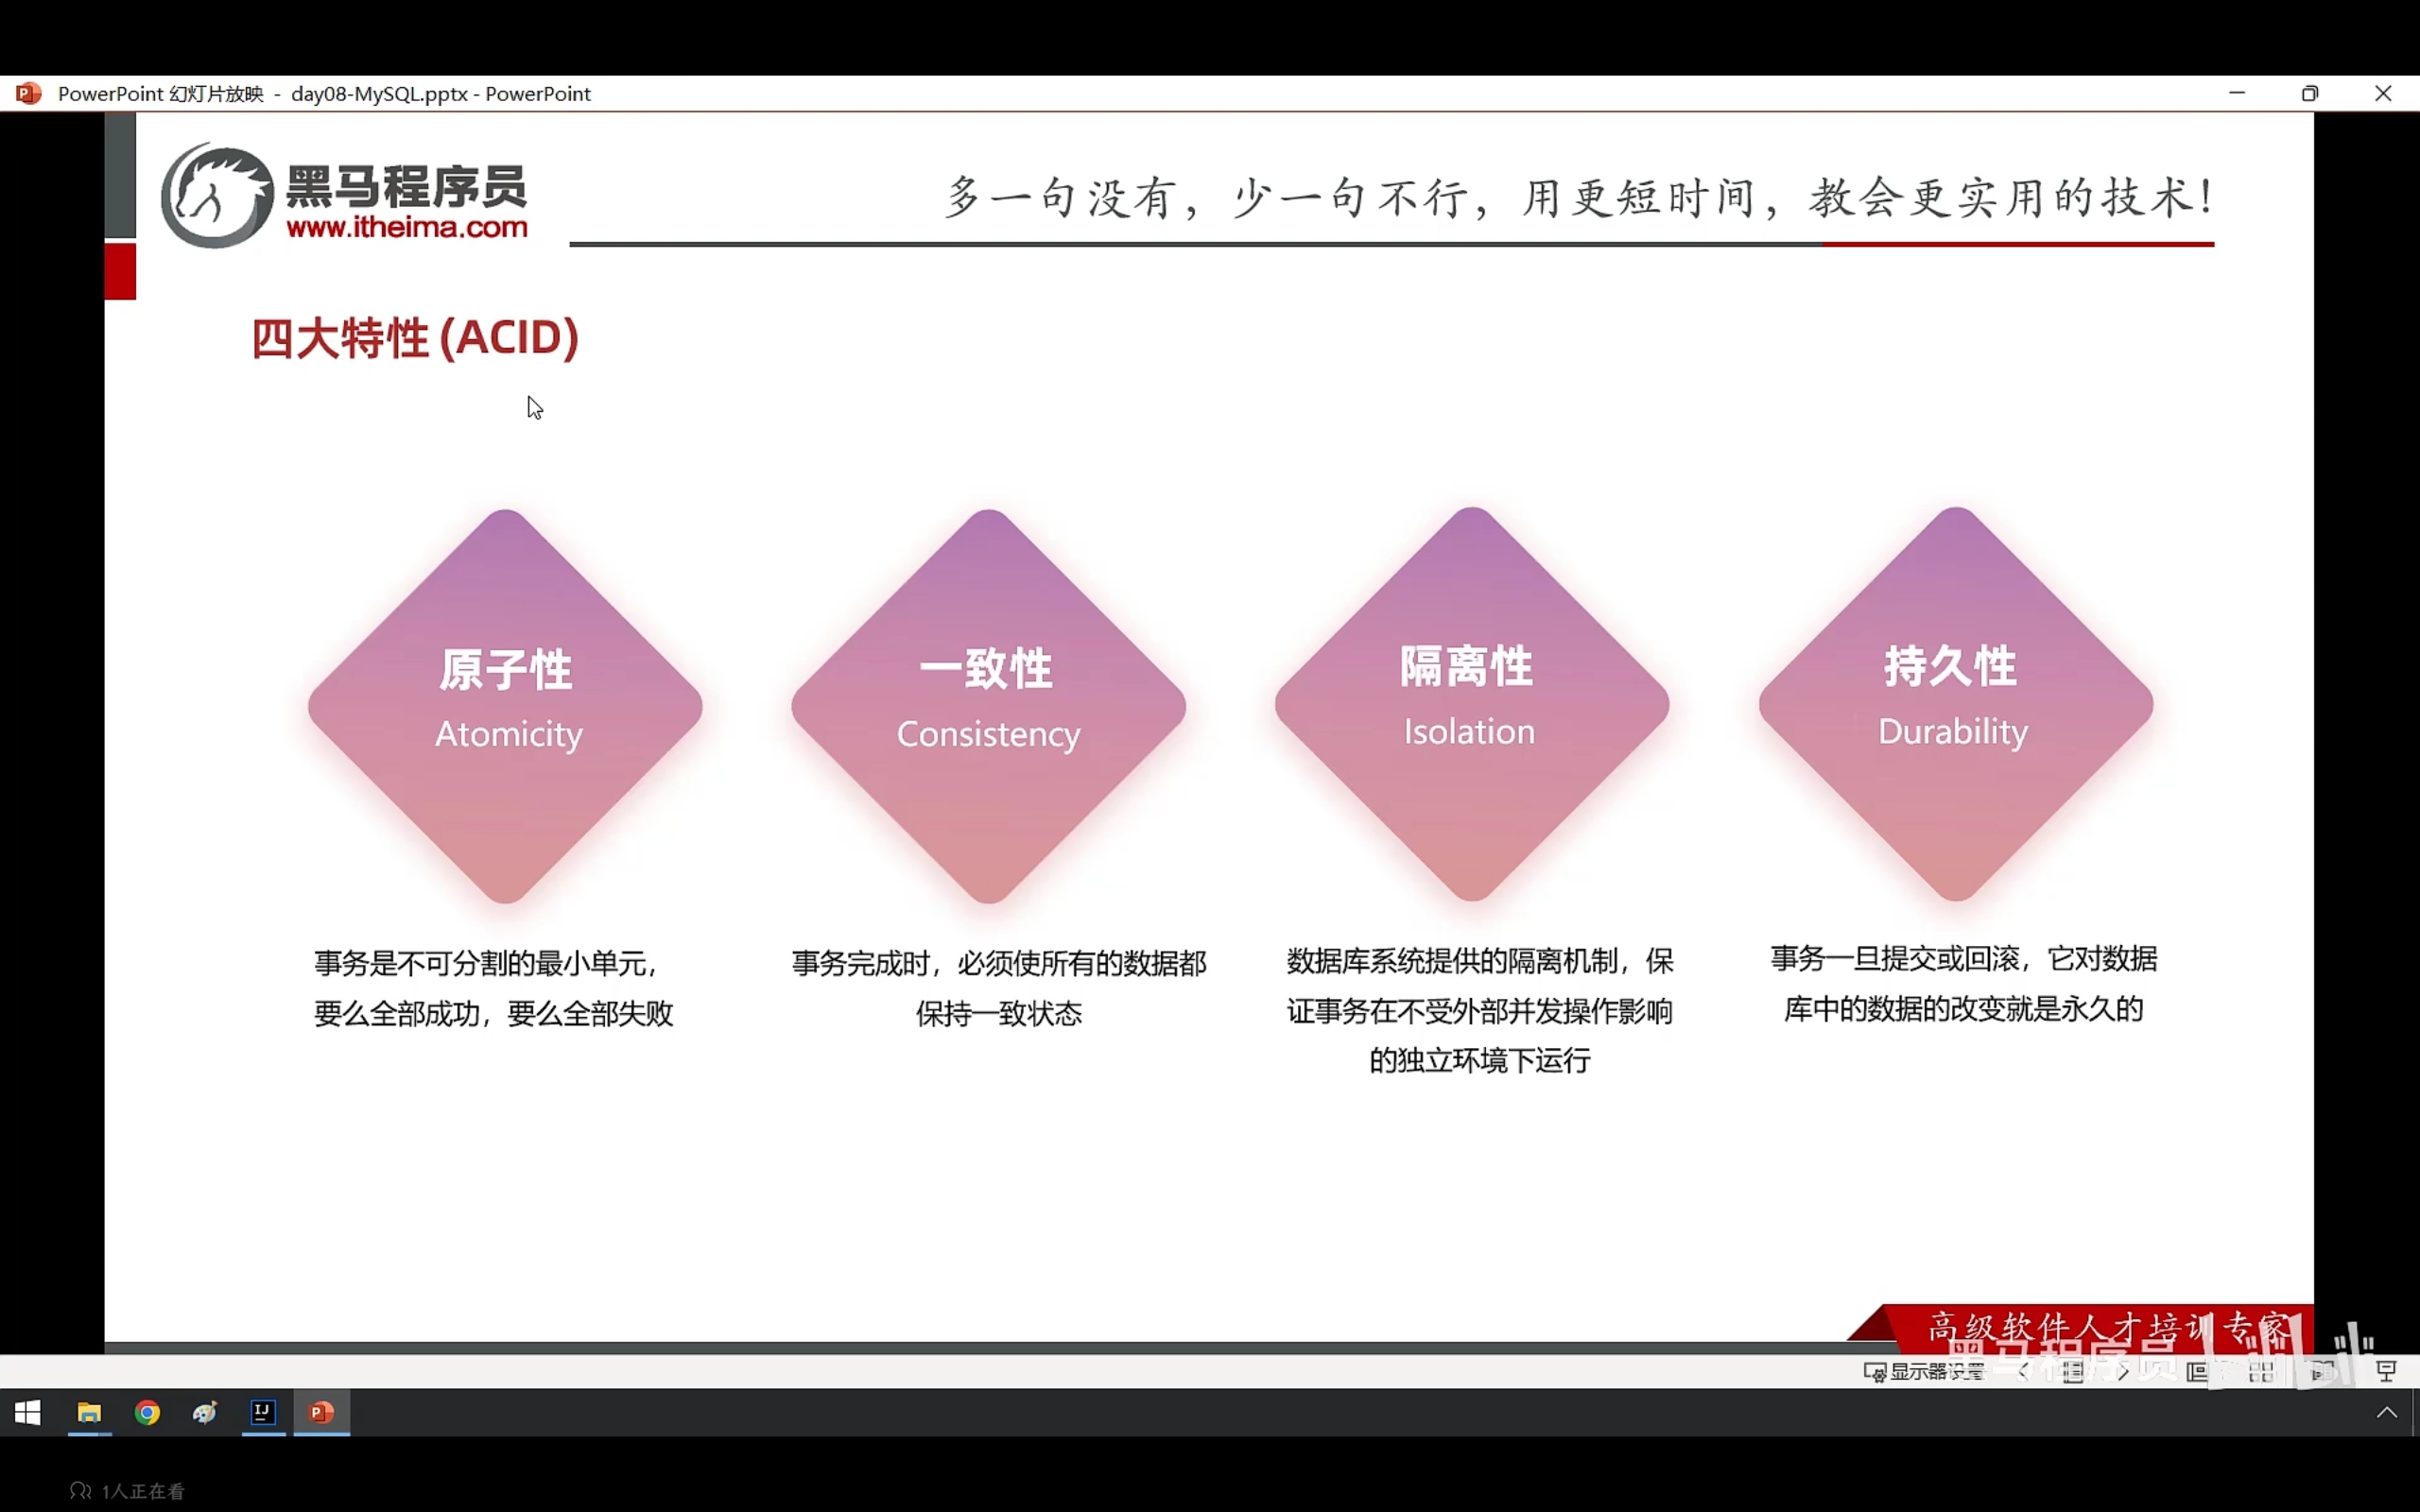 PowerPoint 幻灯片放映 - day08-MySQL.pptx - PowerPoint
黑马程序员
www.itheima.com
多一句没有，少一句不行，用更短时间，教会更实用的技术！
四大特性(ACID)
原子性
Atomicity
事务是不可分割的最小单元，
要么全部成功，要么全部失败
一致性
Consistency
事务完成时，必须使所有的数据都
保持一致状态
隔离性
Isolation
数据库系统提供的隔离机制，保
证事务在不受外部并发操作影响
的独立环境下运行
持久性
Durability
事务一旦提交或回滚，它对数据
库中的数据的改变就是永久的
高级软件人才培训专家
黑马程序员
显示器设置
1人正在看